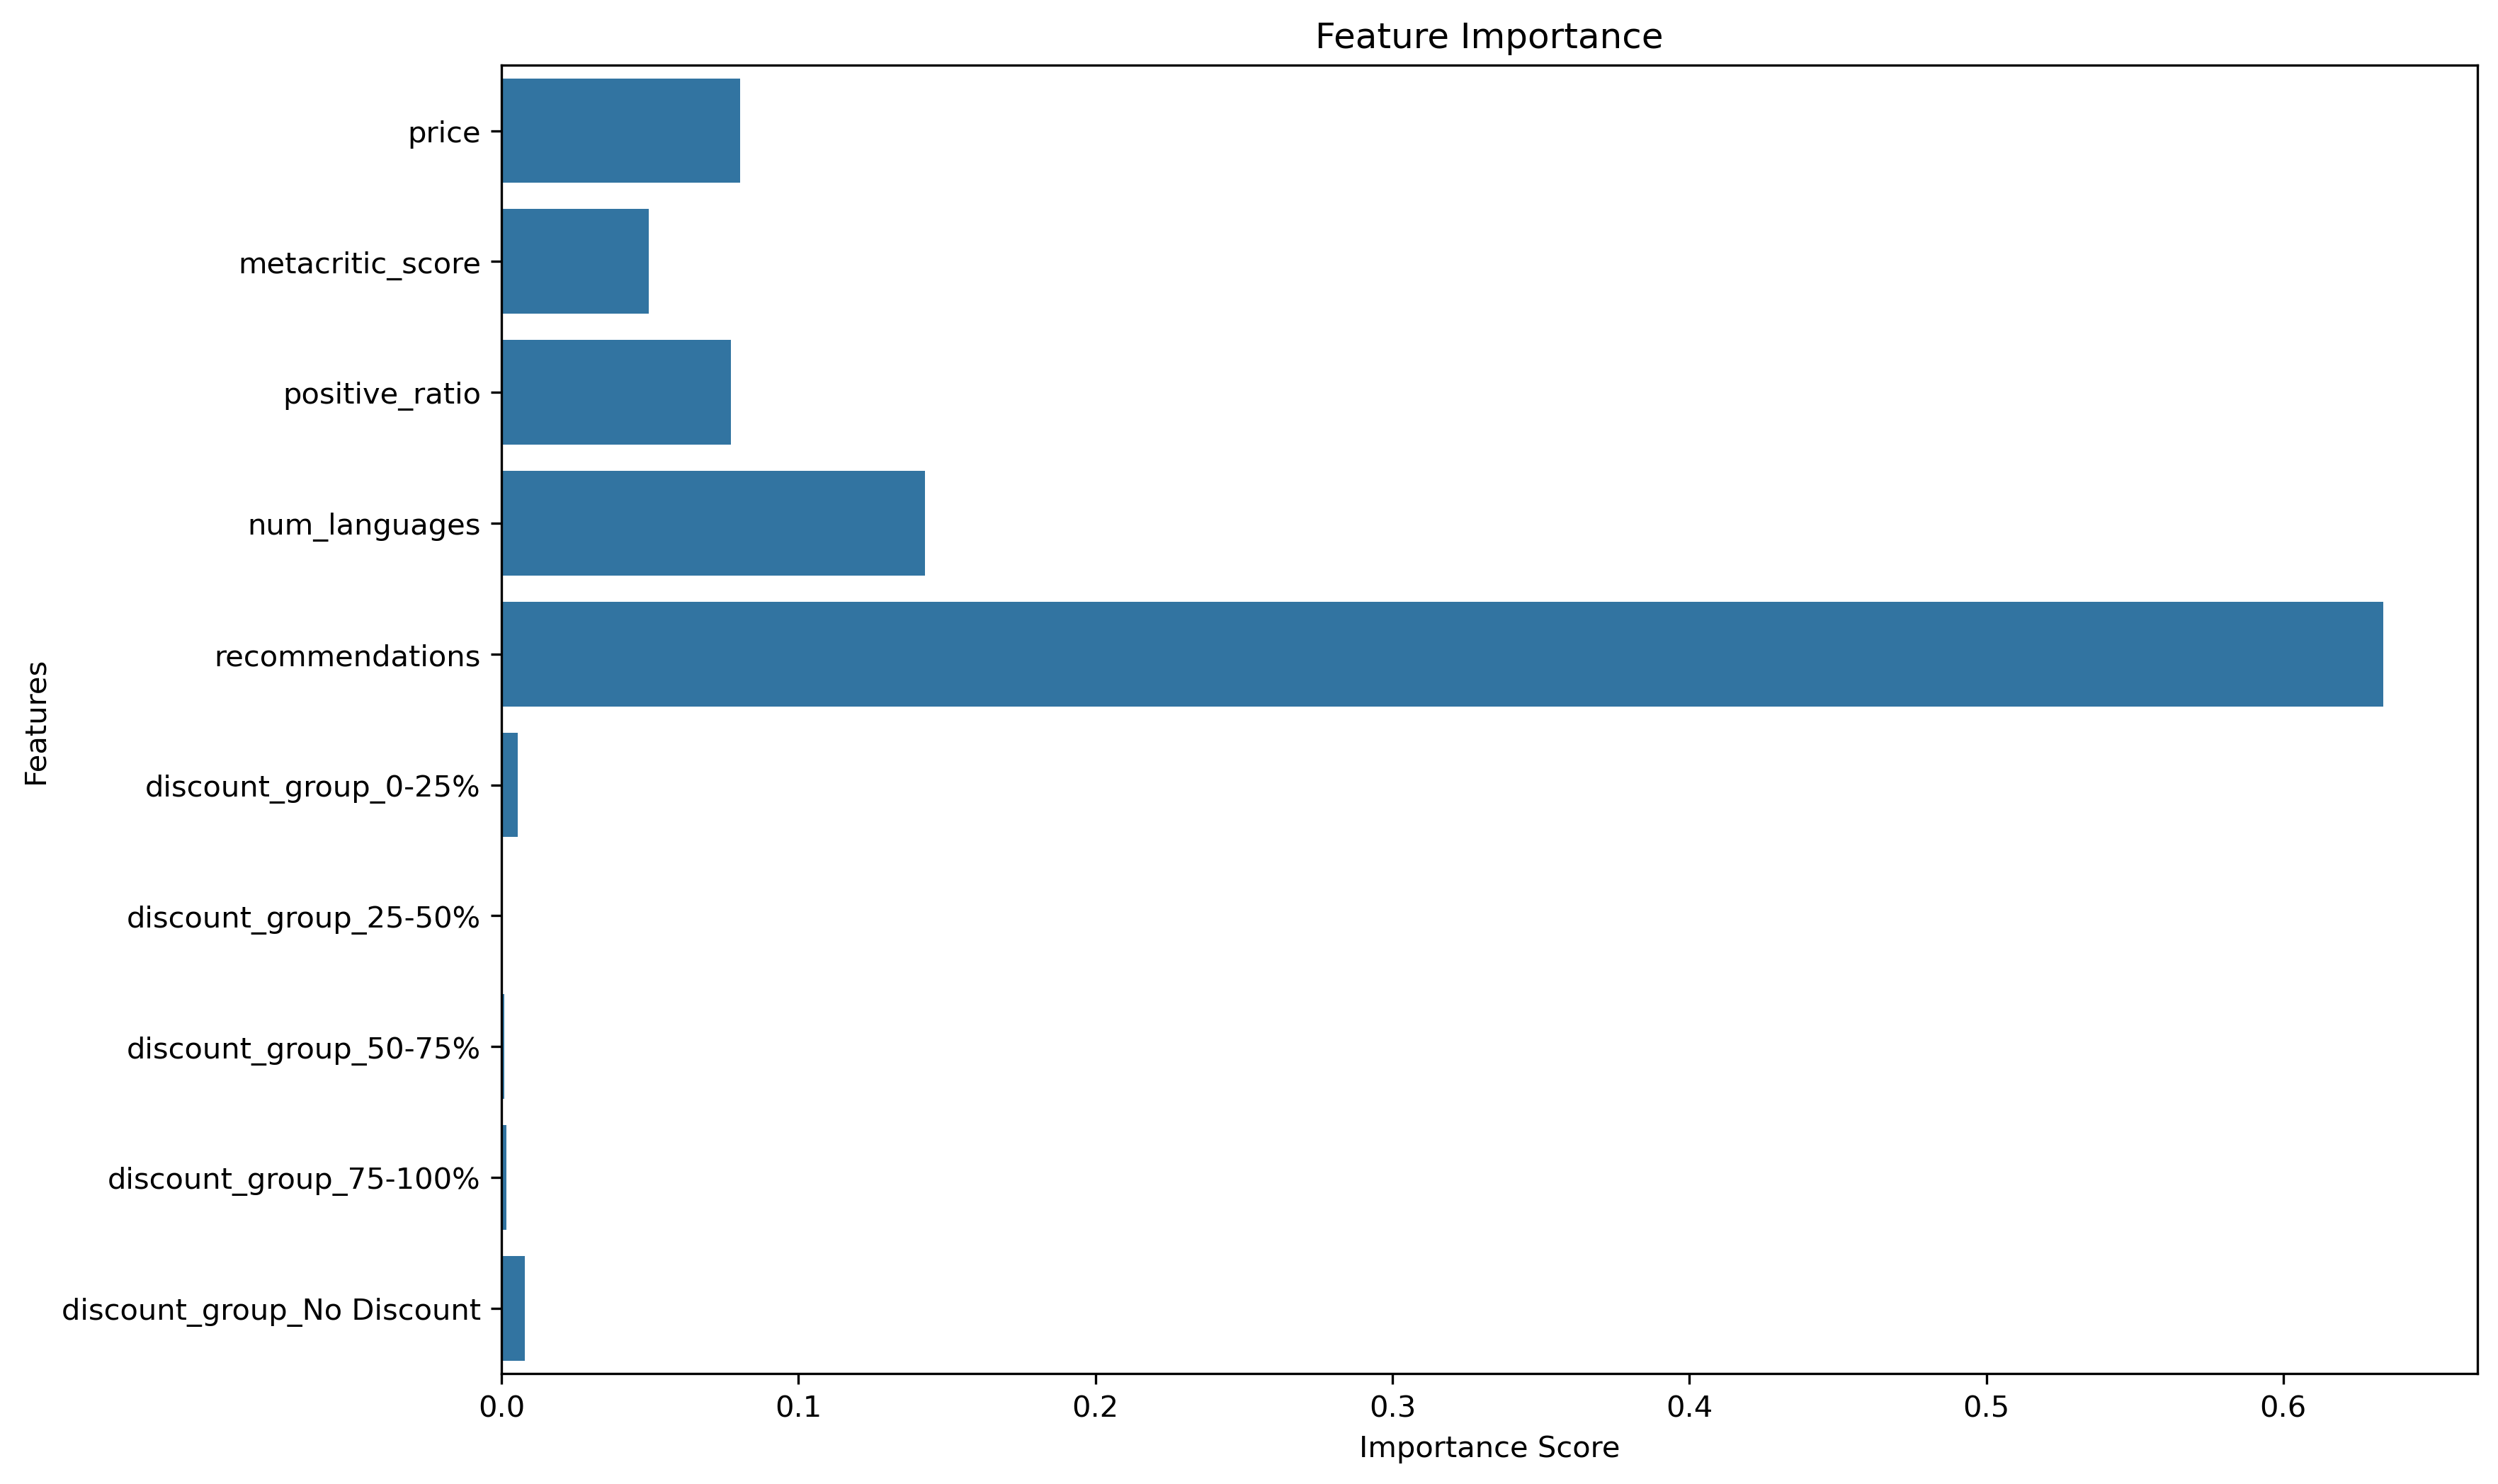 Feature Importance
Features
price
metacritic_score
positive_ratio
num_languages
recommendations
discount_group_0-25%
discount_group_25-50%
discount_group_50-75%
discount_group_75-100%
discount_group_No Discount
0.0 0.1 0.2 0.3 0.4 0.5 0.6
Importance Score